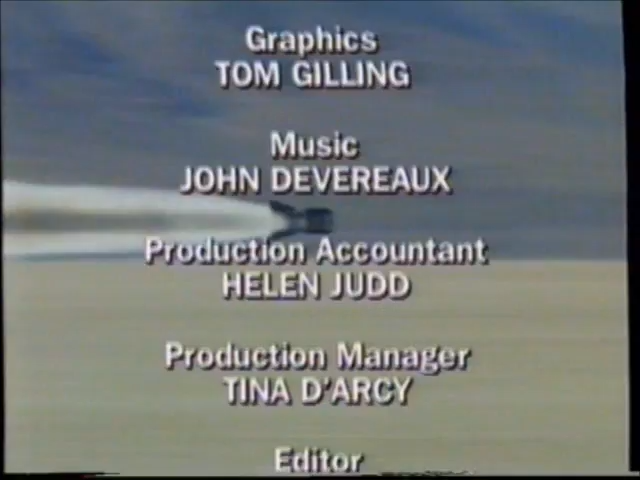 Graphics
TOM GILLING
Music
JOHN DEVEREAUX
Production Accountant
HELEN JUDD
Production Manager
TINA D'ARCY
Editor